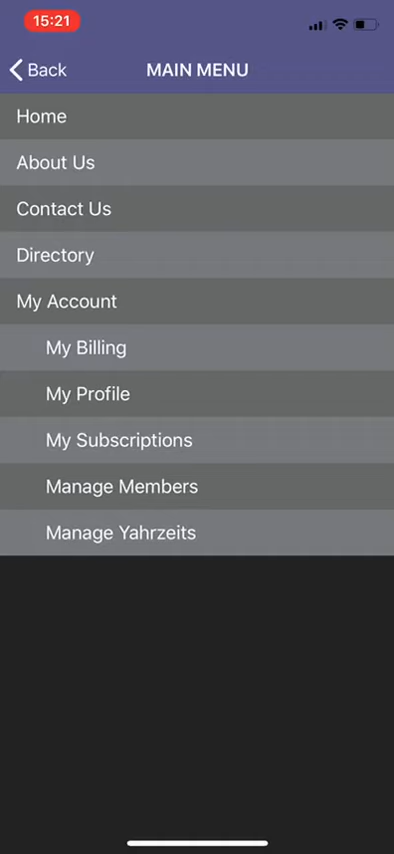 15:21
Back MAIN MENU
Home
About Us
Contact Us
Directory
My Account
My Billing
My Profile
My Subscriptions
Manage Members
Manage Yahrzeits